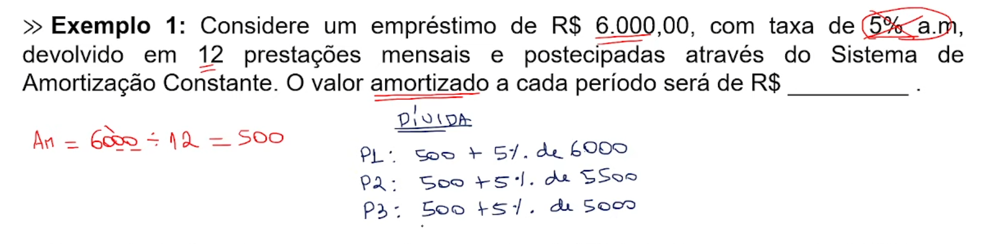 >> Exemplo 1: Considere um empréstimo de R$ 6.000,00, com taxa de 5% a.m,
devolvido em 12 prestações mensais e postecipadas através do Sistema de
Amortização Constante. O valor amortizado a cada período será de R$ __________ .
DÍVIDA
Am = 6000 ÷ 12 = 500
P1: 500 + 5% de 6000
P2: 500 + 5% de 5500
P3: 500 + 5% de 5000